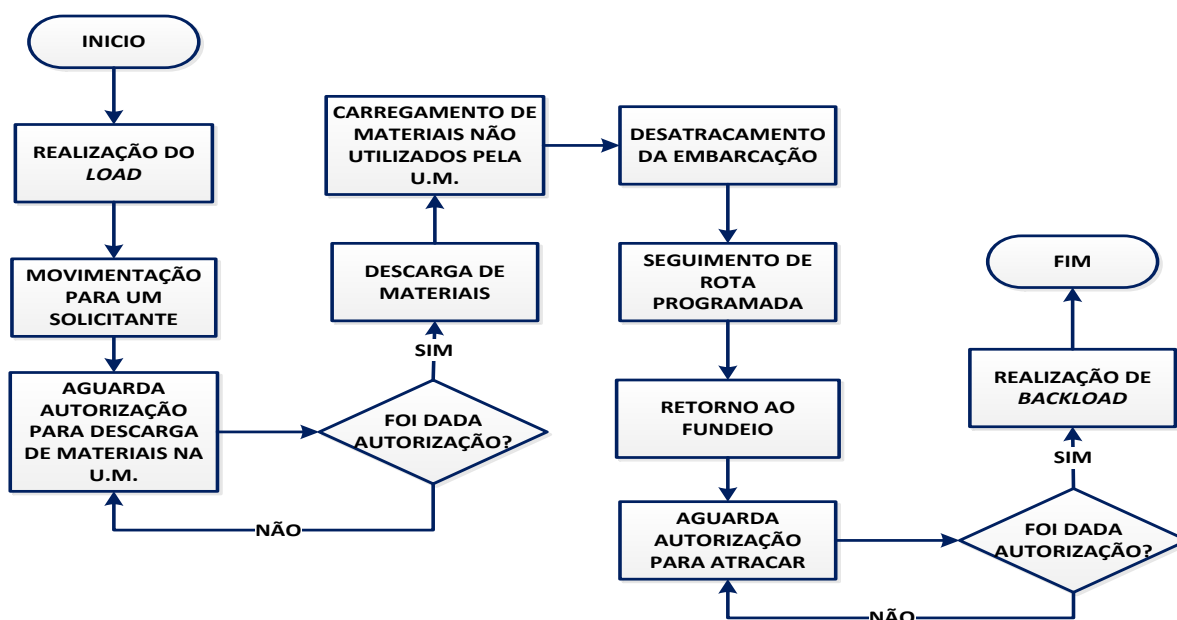 INICIO
REALIZAÇÃO DO
LOAD
MOVIMENTAÇÃO
PARA UM
SOLICITANTE
AGUARDA
AUTORIZAÇÃO
PARA DESCARGA
DE MATERIAIS NA
U.M.
FOI DADA
AUTORIZAÇÃO?
NÃO
SIM
DESCARGA DE
MATERIAIS
CARREGAMENTO DE
MATERIAIS NÃO
UTILIZADOS PELA
U.M.
DESATRACAMENTO
DA EMBARCAÇÃO
SEGUIMENTO DE
ROTA
PROGRAMADA
RETORNO AO
FUNDEIO
AGUARDA
AUTORIZAÇÃO
PARA ATRACAR
FOI DADA
AUTORIZAÇÃO?
NÃO
SIM
REALIZAÇÃO DE
BACKLOAD
FIM